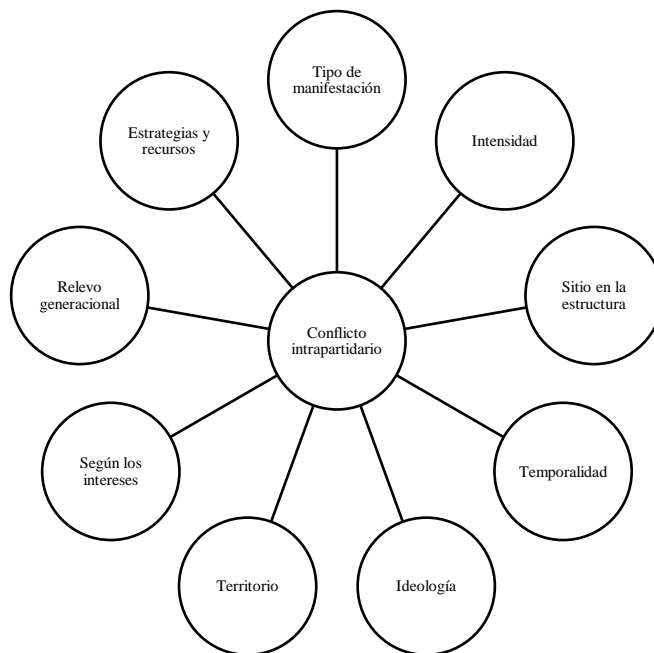 Tipo de
manifestación
Intensidad
Sitio en la
estructura
Temporalidad
Ideología
Territorio
Según los
intereses
Relevo
generacional
Estrategias y
recursos
Conflicto
intrapartidario